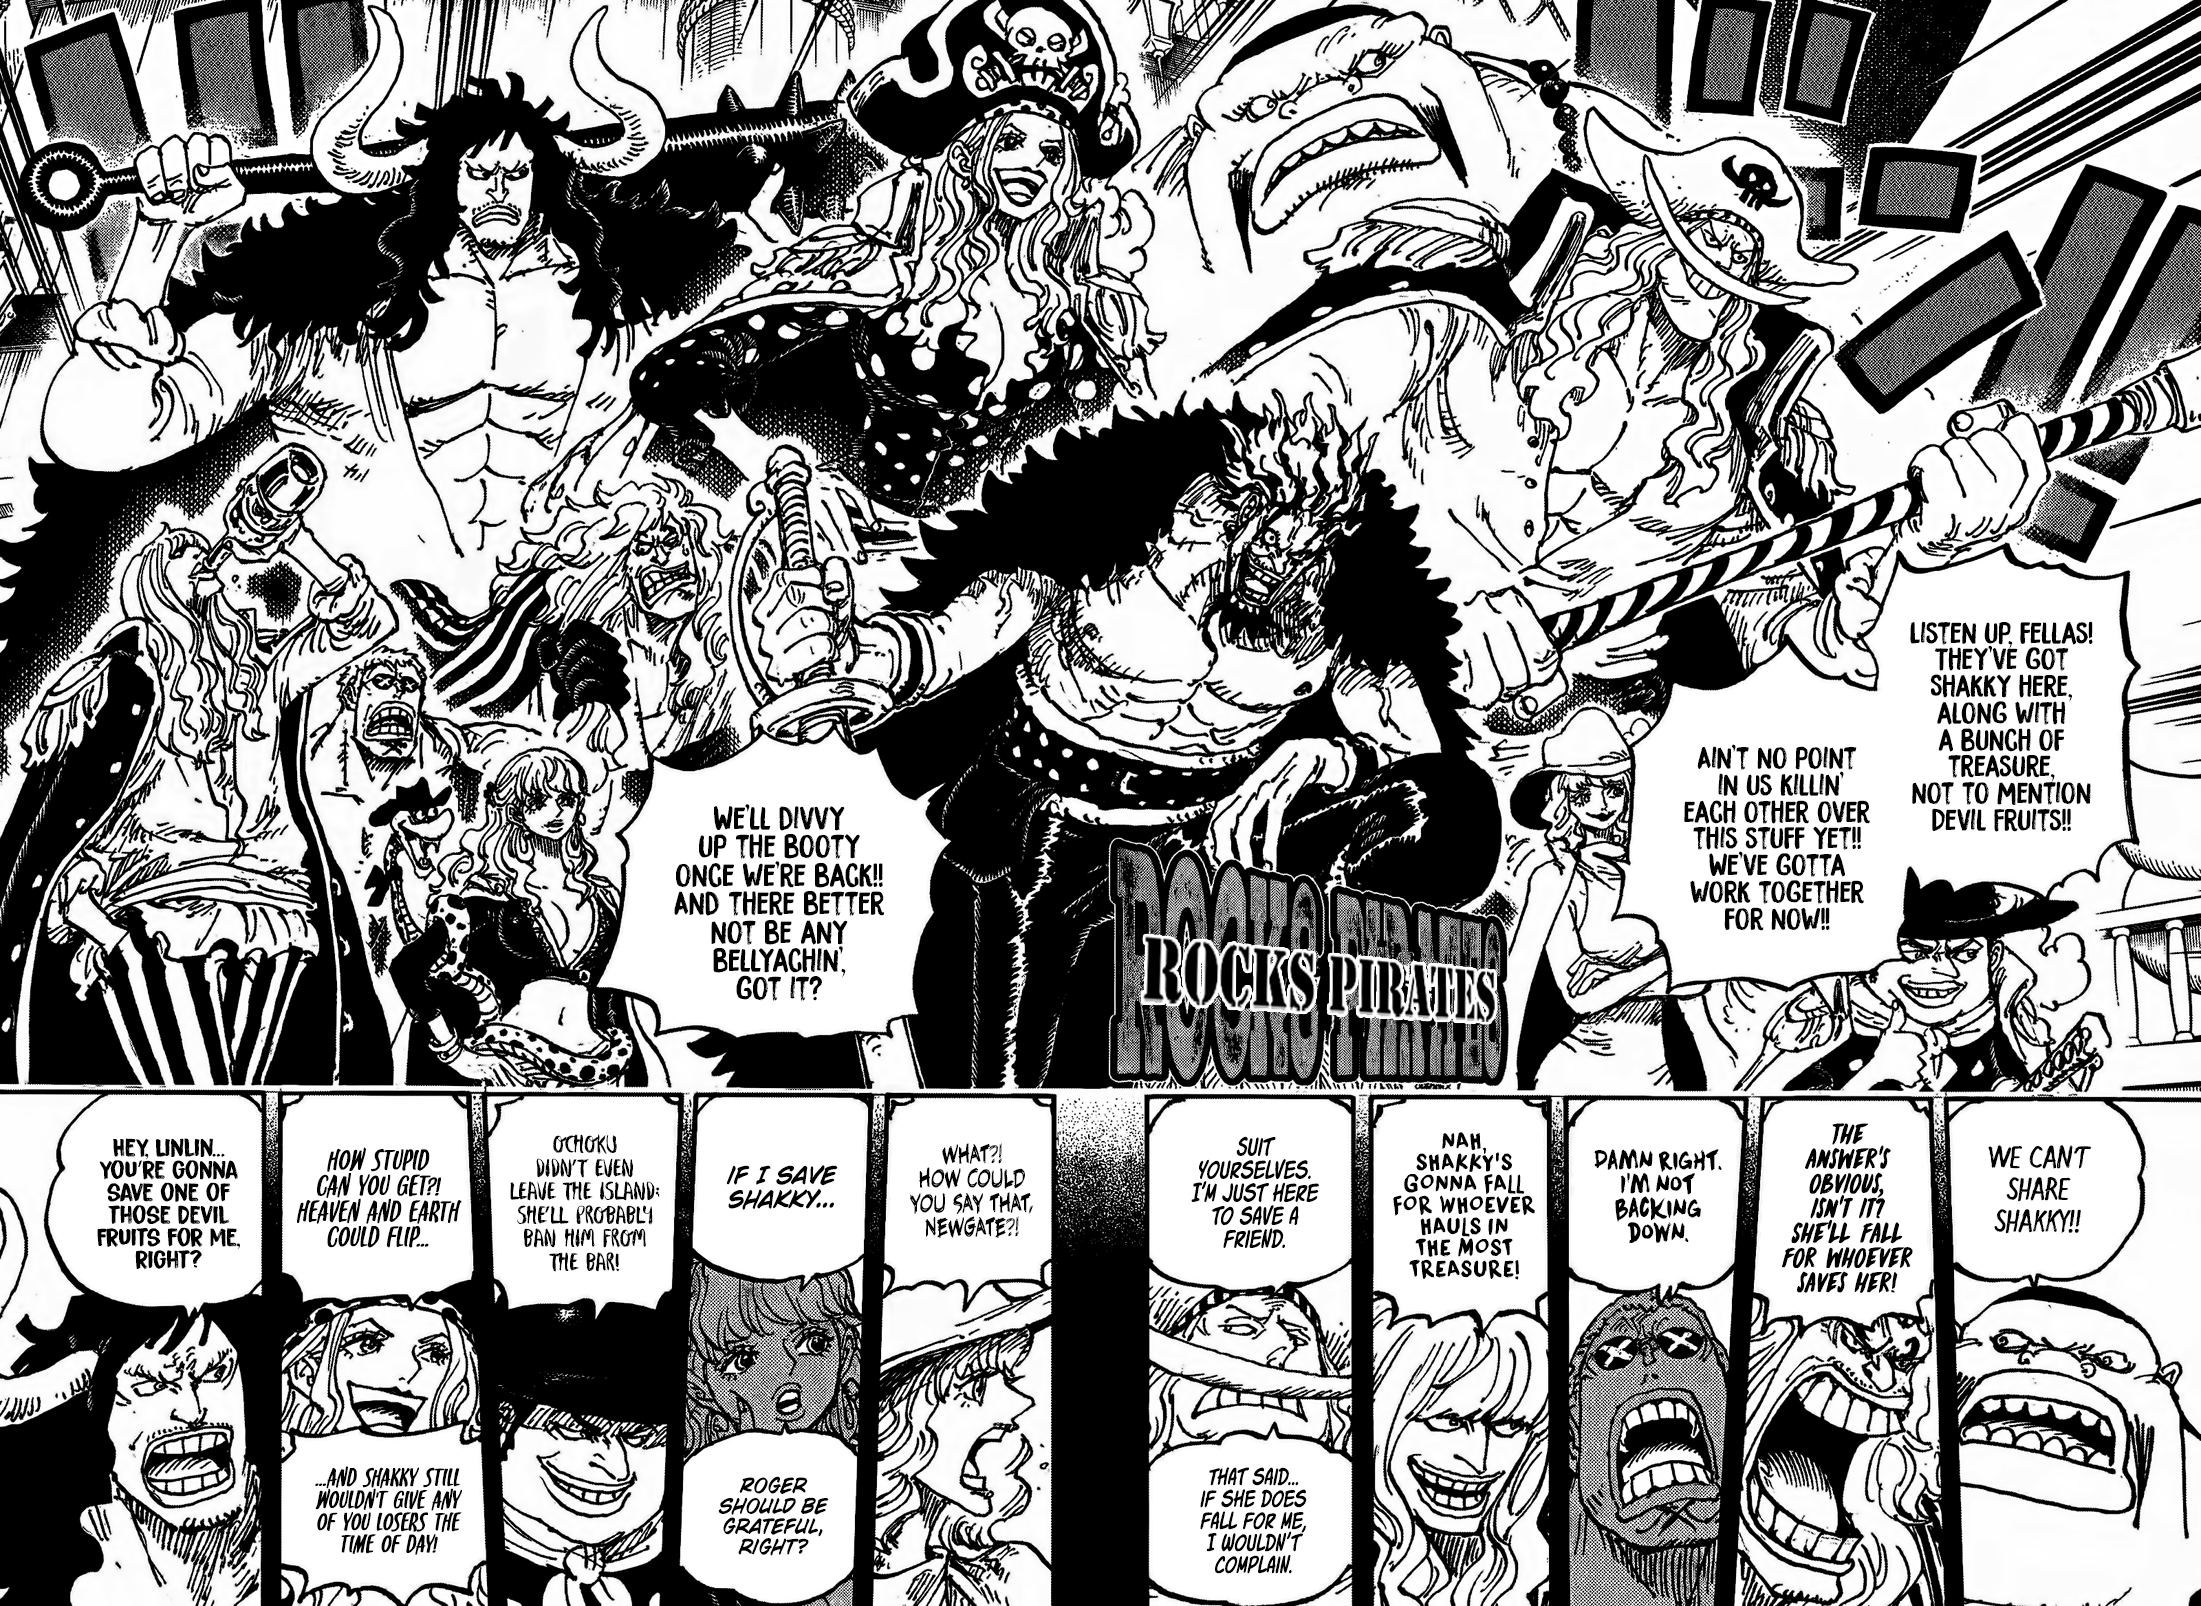 LISTEN UP, FELLAS!
THEY'VE GOT
SHAKKY HERE,
ALONG WITH
A BUNCH OF
TREASURE,
NOT TO MENTION
DEVIL FRUITS!!
AIN'T NO POINT
IN US KILLIN'
EACH OTHER OVER
THIS STUFF YET!!
WE'VE GOTTA
WORK TOGETHER
FOR NOW!!
WE'LL DIVVY
UP THE BOOTY
ONCE WE'RE BACK!!
AND THERE BETTER
NOT BE ANY
BELLYACHIN',
GOT IT?
ROCKS PIRATES
ROCKS PIRATES
WE CAN'T
SHARE
SHAKKY!!
THE
ANSWER'S
OBVIOUS,
ISN'T IT?
SHE'LL FALL
FOR WHOEVER
SAVES HER!
DAMN RIGHT.
I'M NOT
BACKING
DOWN.
NAH,
SHAKKY'S
GONNA FALL
FOR WHOEVER
HAULS IN
THE MOST
TREASURE!
SUIT
YOURSELVES.
I'M JUST HERE
TO SAVE A
FRIEND.
THAT SAID...
IF SHE DOES
FALL FOR ME,
I WOULDN'T
COMPLAIN.
WHAT?!
HOW COULD
YOU SAY THAT,
NEWGATE?!
IF I SAVE
SHAKKY...
ROGER
SHOULD BE
GRATEFUL,
RIGHT?
OCHOKU
DIDN'T EVEN
LEAVE THE ISLAND;
SHE'LL PROBABLY
BAN HIM FROM
THE BAR!
HOW STUPID
CAN YOU GET?!
HEAVEN AND EARTH
COULD FLIP...
...AND SHAKKY STILL
WOULDN'T GIVE ANY
OF YOU LOSERS THE
TIME OF DAY!
HEY, LINLIN...
YOU'RE GONNA
SAVE ONE OF
THOSE DEVIL
FRUITS FOR ME,
RIGHT?